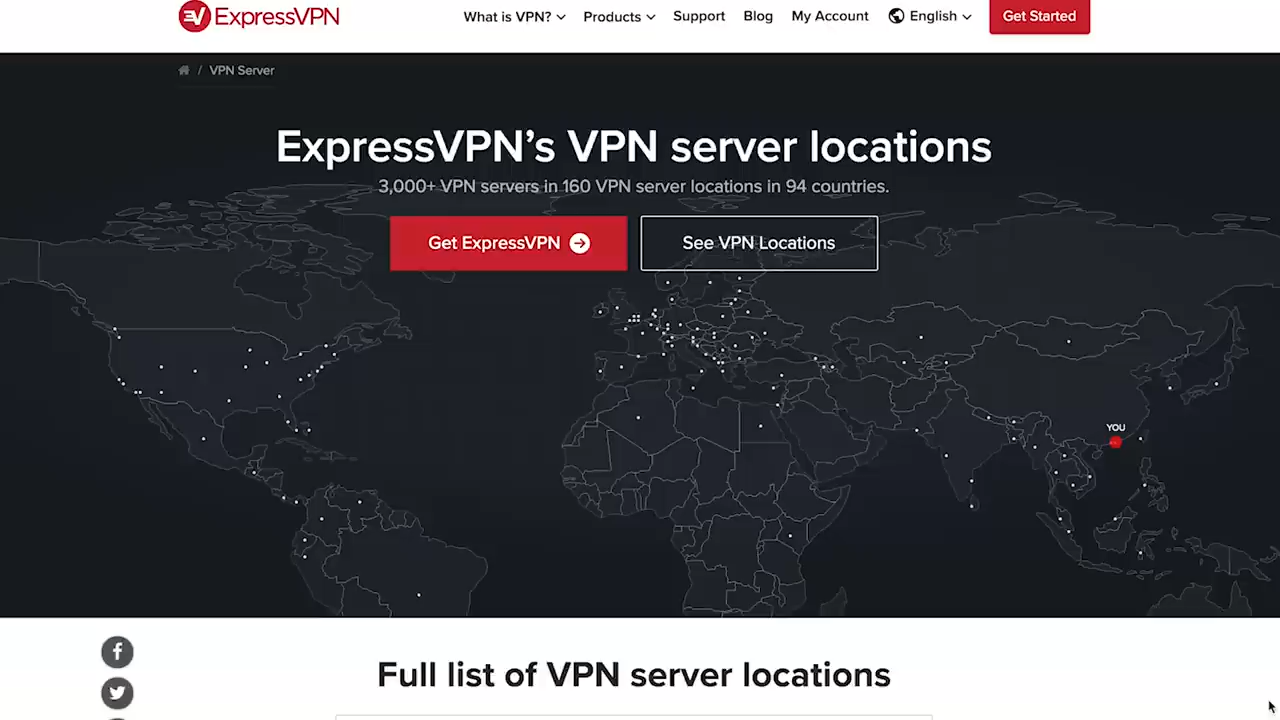 ExpressVPN
What is VPN? Products Support Blog My Account English Get Started
/ VPN Server
ExpressVPN's VPN server locations
3,000+ VPN servers in 160 VPN server locations in 94 countries.
Get ExpressVPN See VPN Locations
YOU
Full list of VPN server locations